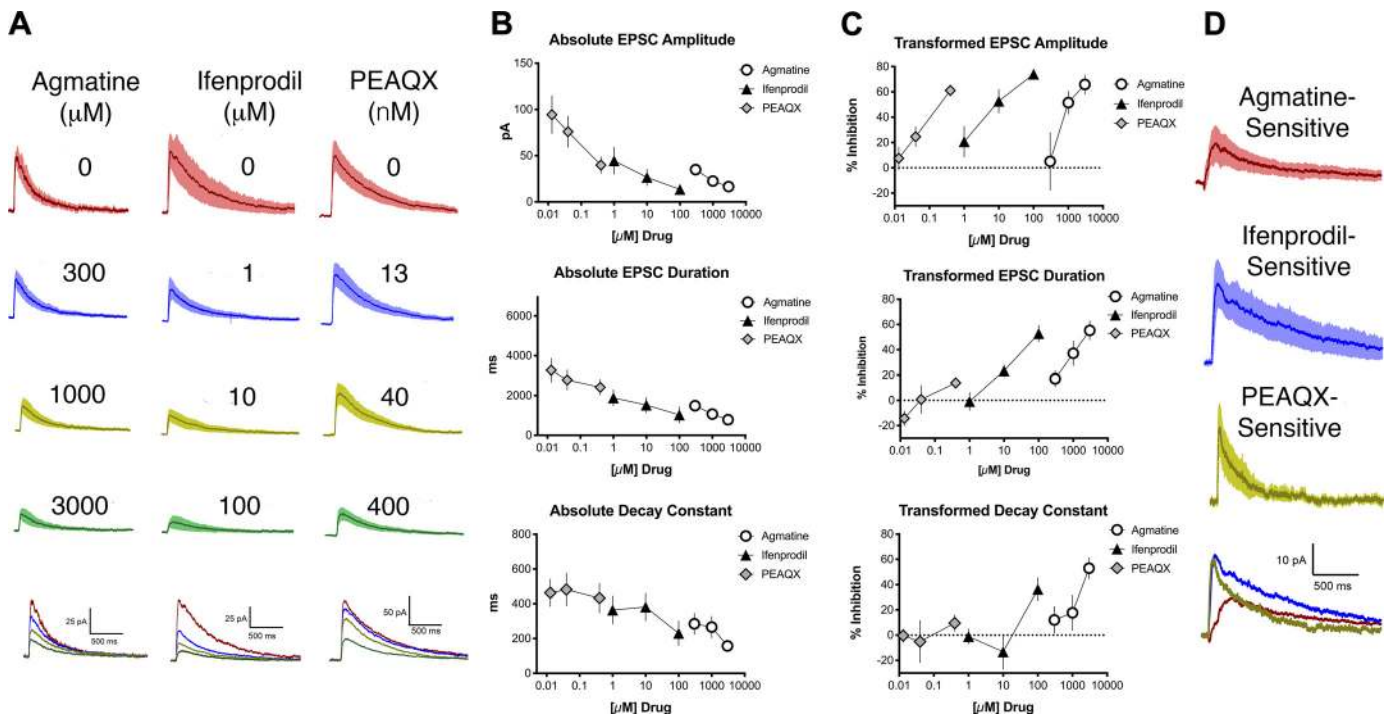 A
Agmatine
(μM)
Ifenprodil
(μM)
PEAQX
(nM)
0
0
0
300
1
13
1000
10
40
3000
100
400
25 pA
500 ms
25 pA
500 ms
50 pA
500 ms
B
Absolute EPSC Amplitude
150
100
50
0
pA
0.01 0.1 1 10 100 1000 10000
[μM] Drug
Agmatine
Ifenprodil
PEAQX
Absolute EPSC Duration
6000
4000
2000
0
ms
0.01 0.1 1 10 100 1000 10000
[μM] Drug
Agmatine
Ifenprodil
PEAQX
Absolute Decay Constant
800
600
400
200
0
ms
0.01 0.1 1 10 100 1000 10000
[μM] Drug
Agmatine
Ifenprodil
PEAQX
C
Transformed EPSC Amplitude
80
60
40
20
0
-20
% Inhibition
0.01 0.1 1 10 100 1000 10000
[μM] Drug
Agmatine
Ifenprodil
PEAQX
Transformed EPSC Duration
80
60
40
20
0
-20
% Inhibition
0.01 0.1 1 10 100 1000 10000
[μM] Drug
Agmatine
Ifenprodil
PEAQX
Transformed Decay Constant
80
60
40
20
0
-20
% Inhibition
0.01 0.1 1 10 100 1000 10000
[μM] Drug
Agmatine
Ifenprodil
PEAQX
D
Agmatine-
Sensitive
Ifenprodil-
Sensitive
PEAQX-
Sensitive
10 pA
500 ms